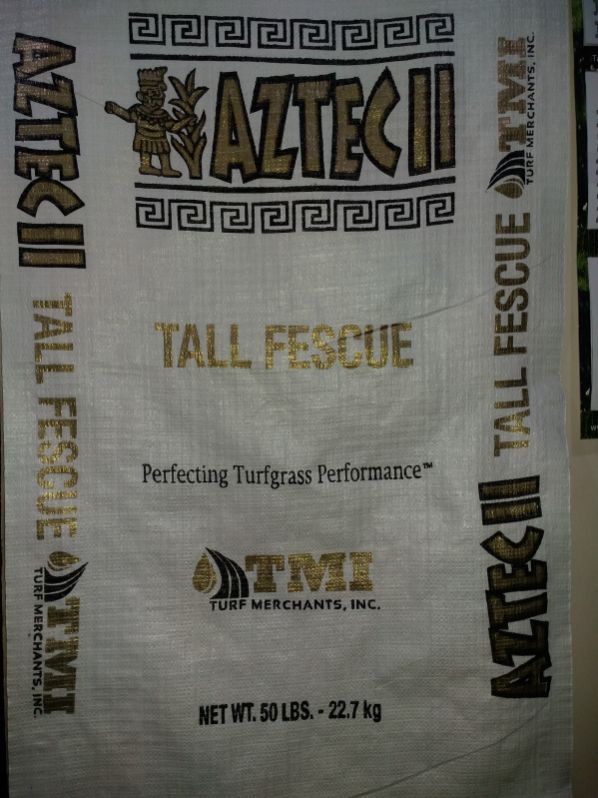 AZTEC II
TALL FESCUE
Perfecting Turfgrass Performance™
TMI
TURF MERCHANTS, INC.
NET WT. 50 LBS. - 22.7 kg
AZTEC II
TALL FESCUE
TMI
TURF MERCHANTS, INC.
TMI
TURF MERCHANTS, INC.
TALL FESCUE
AZTEC II